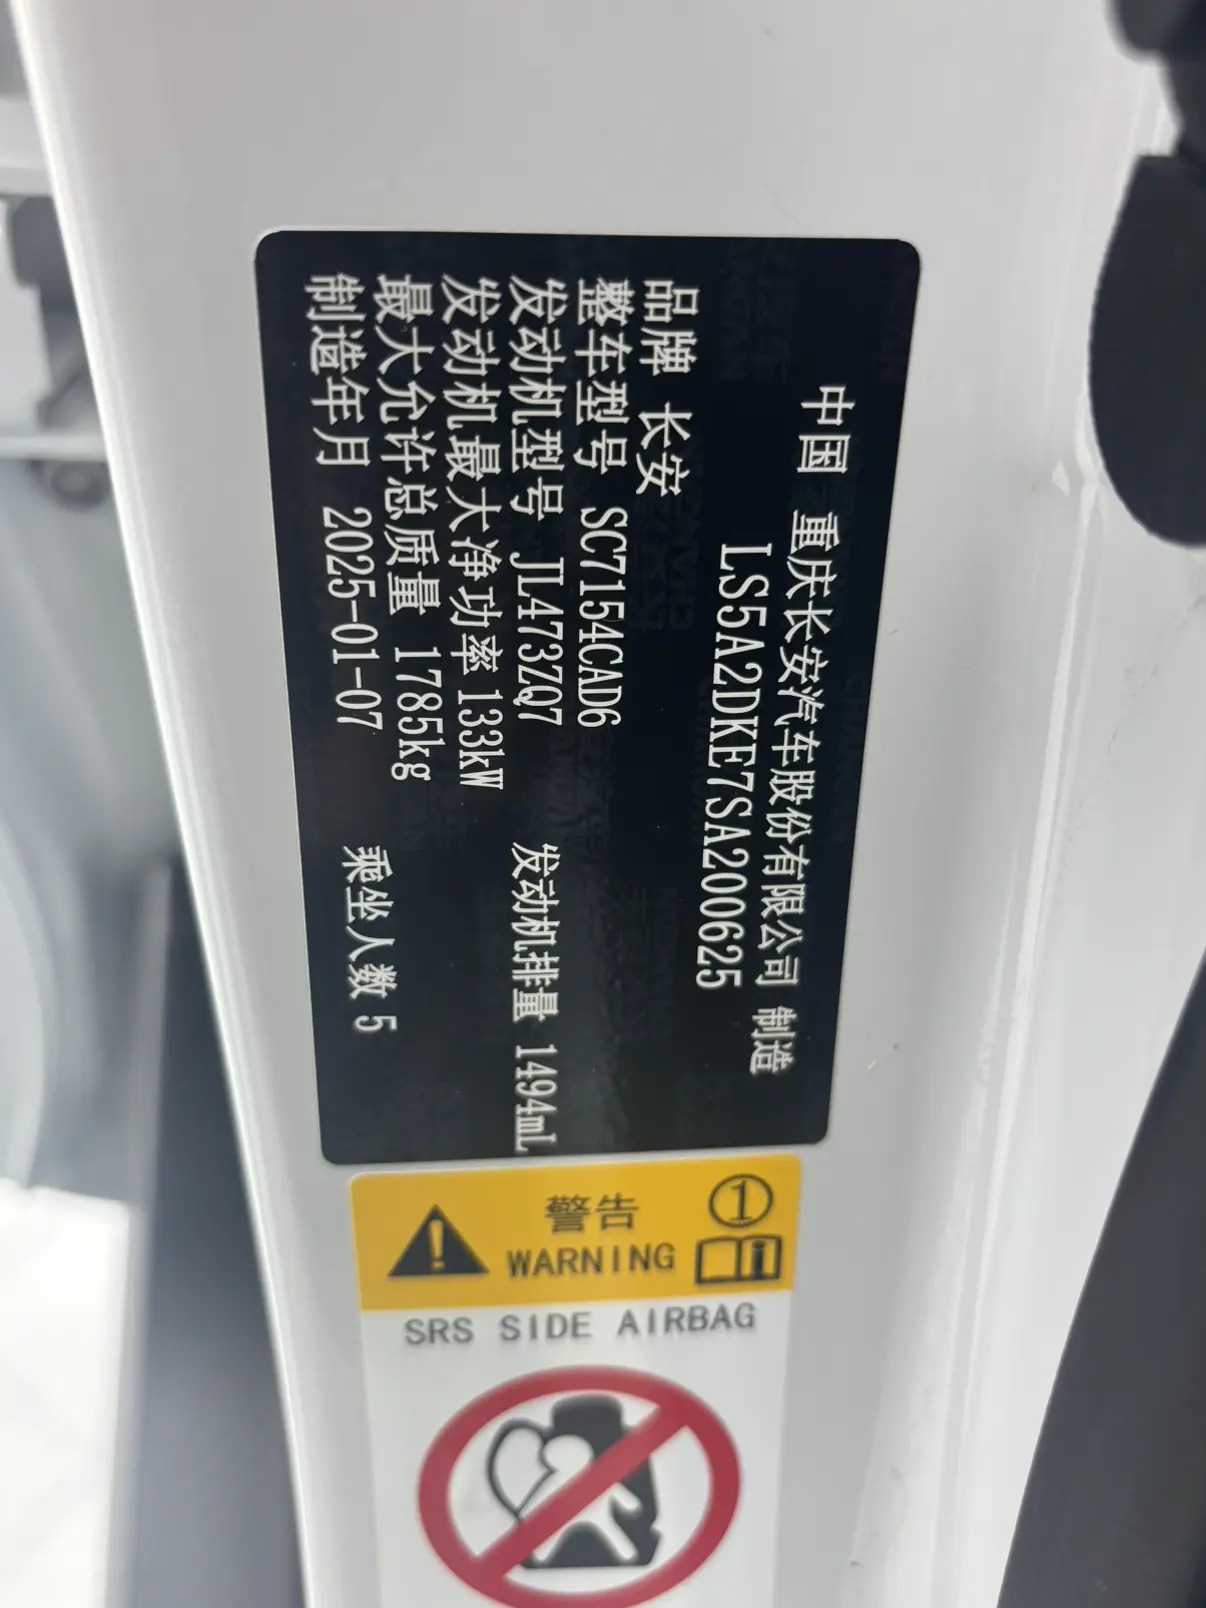 中国 重庆长安汽车股份有限公司 制造
LS5A2DKE7SA200625
品牌 长安
整车型号 SC7154CAD6
发动机型号 JL473ZQ7 发动机排量 1494mL
发动机最大净功率 133kW
最大允许总质量 1785kg
制造年月 2025-01-07 乘坐人数 5
警告
WARNING
1
SRS SIDE AIRBAG